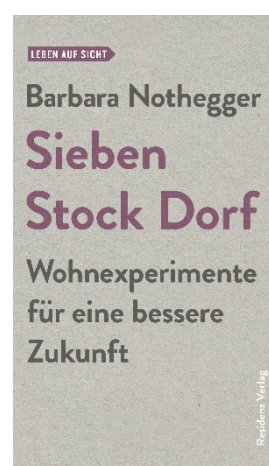 LEBEN AUF SICHT
Barbara Nothegger
Sieben
Stock Dorf
Wohnexperimente
für eine bessere
Zukunft
Residenz Verlag